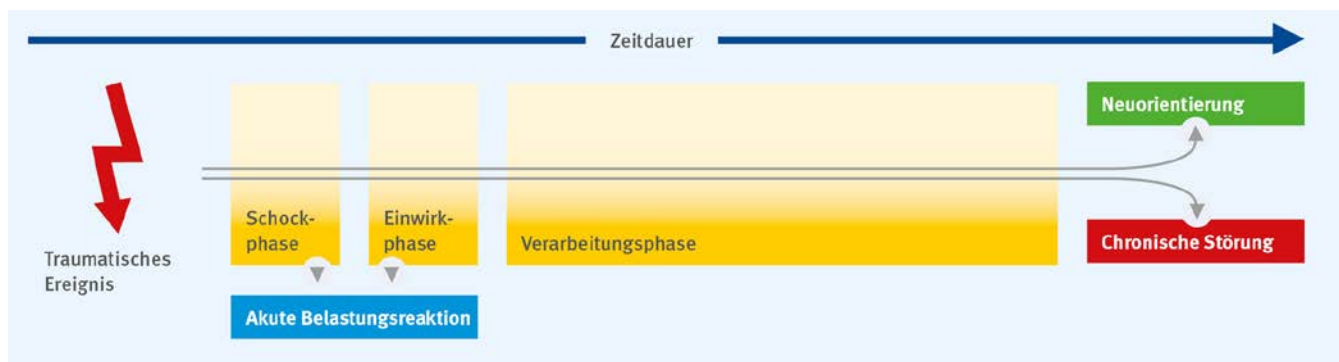 Zeitdauer
Neuorientierung
Schock-
phase
Einwirk-
phase
Verarbeitungsphase
Chronische Störung
Traumatisches
Ereignis
Akute Belastungsreaktion